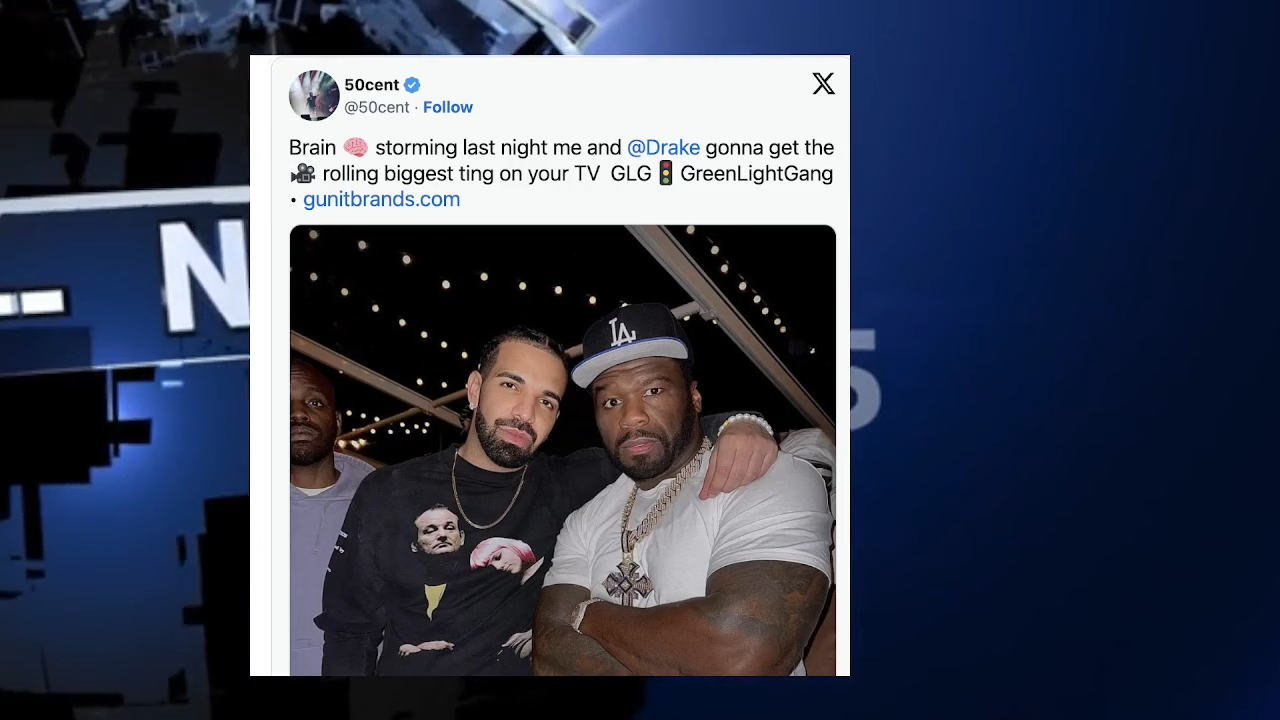 50cent
@50cent · Follow
Brain 🧠 storming last night me and @Drake gonna get the
🎥 rolling biggest ting on your TV GLG🚦GreenLightGang
• gunitbrands.com
N
5
LA